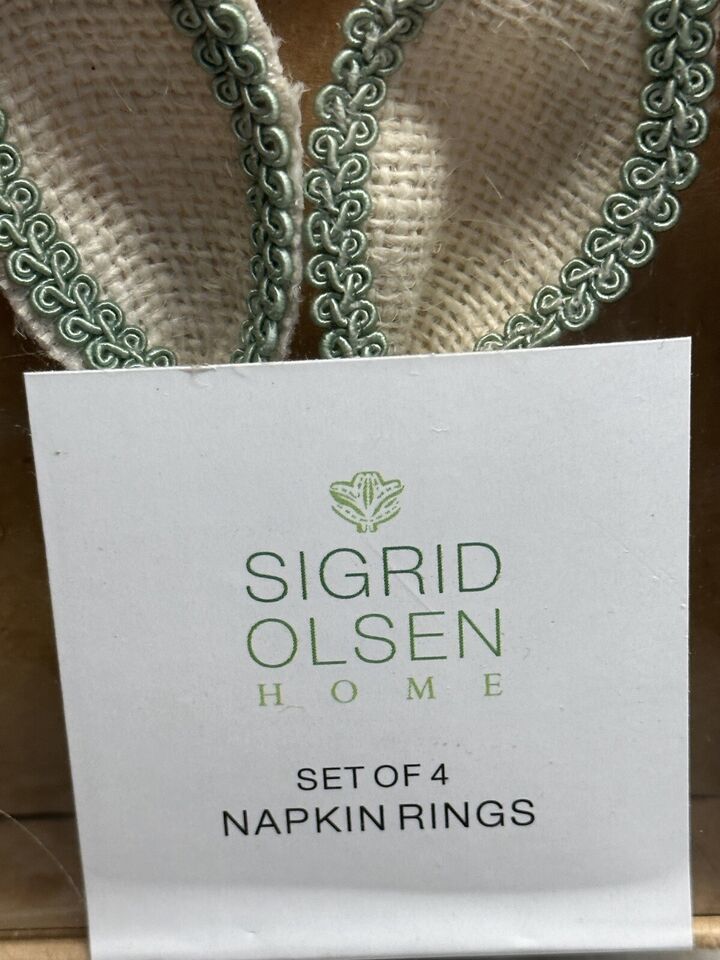 SIGRID
OLSEN
HOME
SET OF 4
NAPKIN RINGS